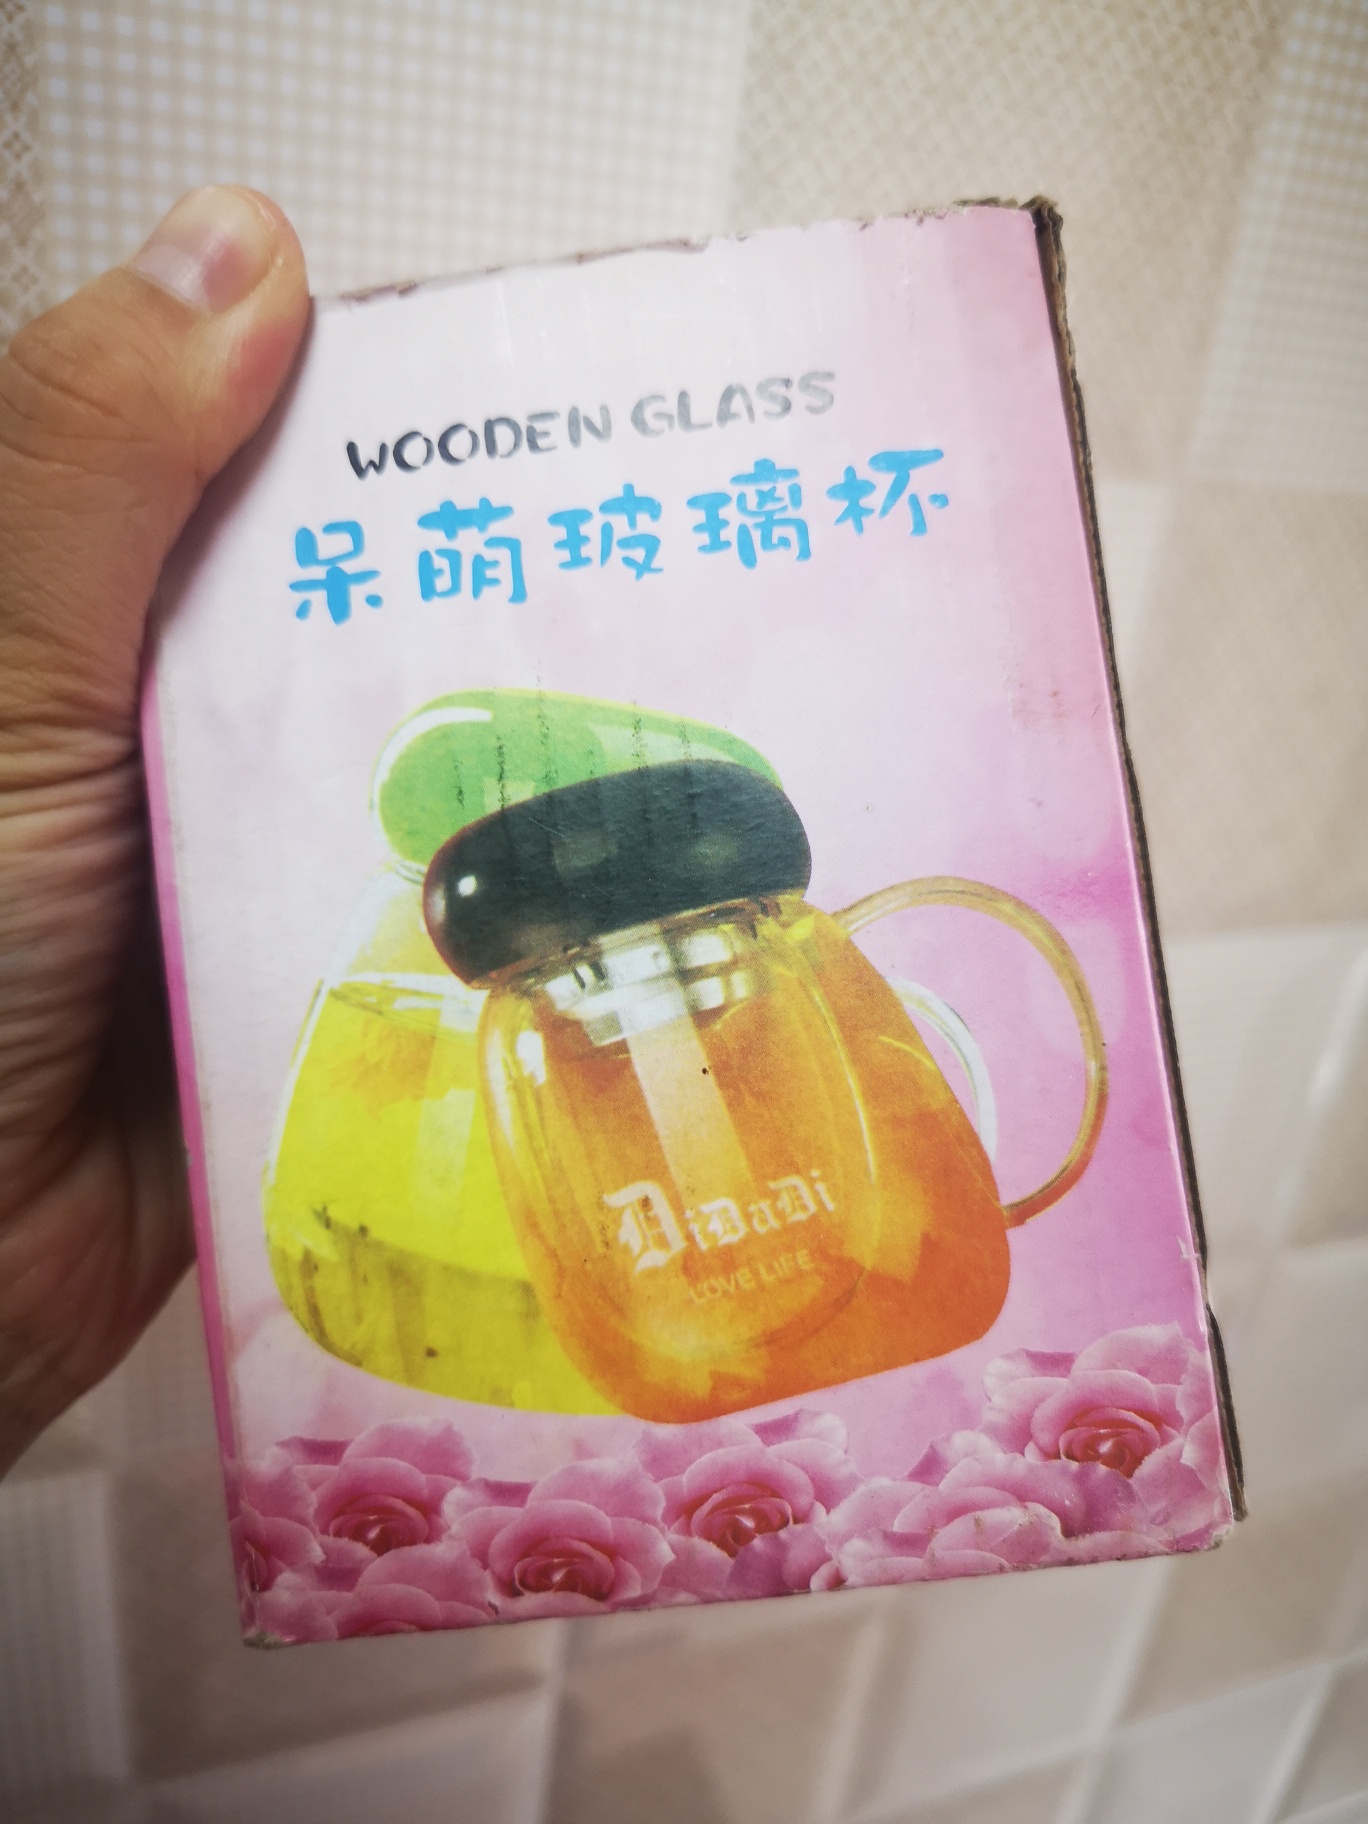 WOODEN GLASS
呆萌玻璃杯
DiDaDi
LOVE LIFE